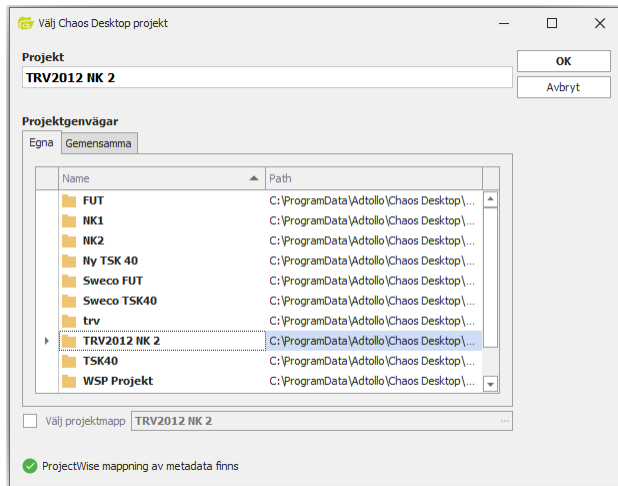 Välj Chaos Desktop projekt
Projekt
TRV2012 NK 2
OK
Avbryt
Projektgenvägar
Egna Gemensamma
Name Path
FUT C:\ProgramData\Adtollo\Chaos Desktop\...
NK1 C:\ProgramData\Adtollo\Chaos Desktop\...
NK2 C:\ProgramData\Adtollo\Chaos Desktop\...
Ny TSK 40 C:\ProgramData\Adtollo\Chaos Desktop\...
Sweco FUT C:\ProgramData\Adtollo\Chaos Desktop\...
Sweco TSK40 C:\ProgramData\Adtollo\Chaos Desktop\...
trv C:\ProgramData\Adtollo\Chaos Desktop\...
TRV2012 NK 2 C:\ProgramData\Adtollo\Chaos Desktop\...
TSK40 C:\ProgramData\Adtollo\Chaos Desktop\...
WSP Projekt C:\ProgramData\Adtollo\Chaos Desktop\...
Välj projektmapp TRV2012 NK 2 ...
ProjectWise mappning av metadata finns